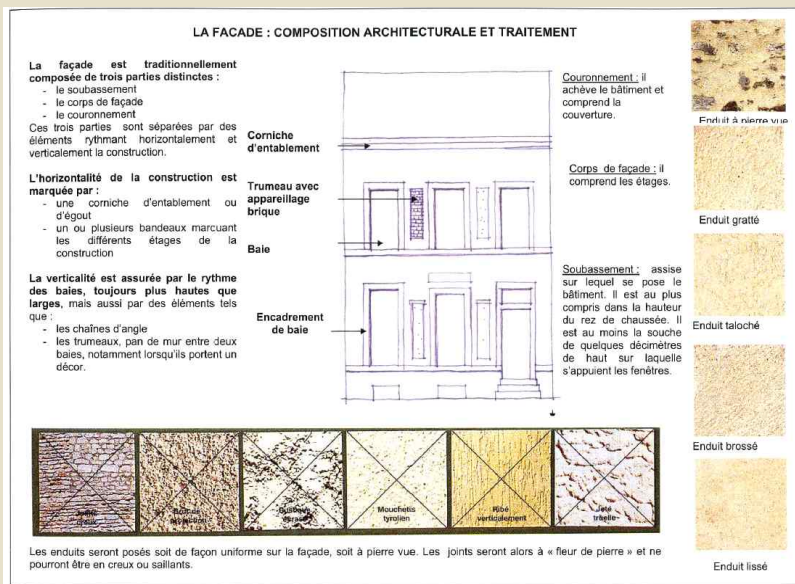 LA FACADE : COMPOSITION ARCHITECTURALE ET TRAITEMENT
La façade est traditionnellement
composée de trois parties distinctes :
- le soubassement
- le corps de façade
- le couronnement
Ces trois parties sont séparées par des
éléments rythmant horizontalement et
verticalement la construction.
L'horizontalité de la construction est
marquée par :
- une corniche d'entablement ou
d'égout
- un ou plusieurs bandeaux marcuant
les différents étages de la
construction
La verticalité est assurée par le rythme
des baies, toujours plus hautes que
larges, mais aussi par des éléments tels
que :
- les chaînes d'angle
- les trumeaux, pan de mur entre deux
baies, notamment lorsqu'ils portent un
décor.
Corniche
d'entablement
Trumeau avec
appareillage
brique
Baie
Encadrement
de baie
Couronnement : il
achève le bâtiment et
comprend la
couverture.
Corps de façade : il
comprend les étages.
Soubassement : assise
sur lequel se pose le
bâtiment. Il est au plus
compris dans la hauteur
du rez de chaussée. Il
est au moins la souche
de quelques décimètres
de haut sur laquelle
s'appuient les fenêtres.
Enduit à pierre vue
Enduit gratté
Enduit taloché
Enduit brossé
Enduit lissé
Mouchetis
tyrolien
Ribé
verticalement
Jeté
truelle
Les enduits seront posés soit de façon uniforme sur la façade, soit à pierre vue. Les joints seront alors à « fleur de pierre » et ne
pourront être en creux ou saillants.